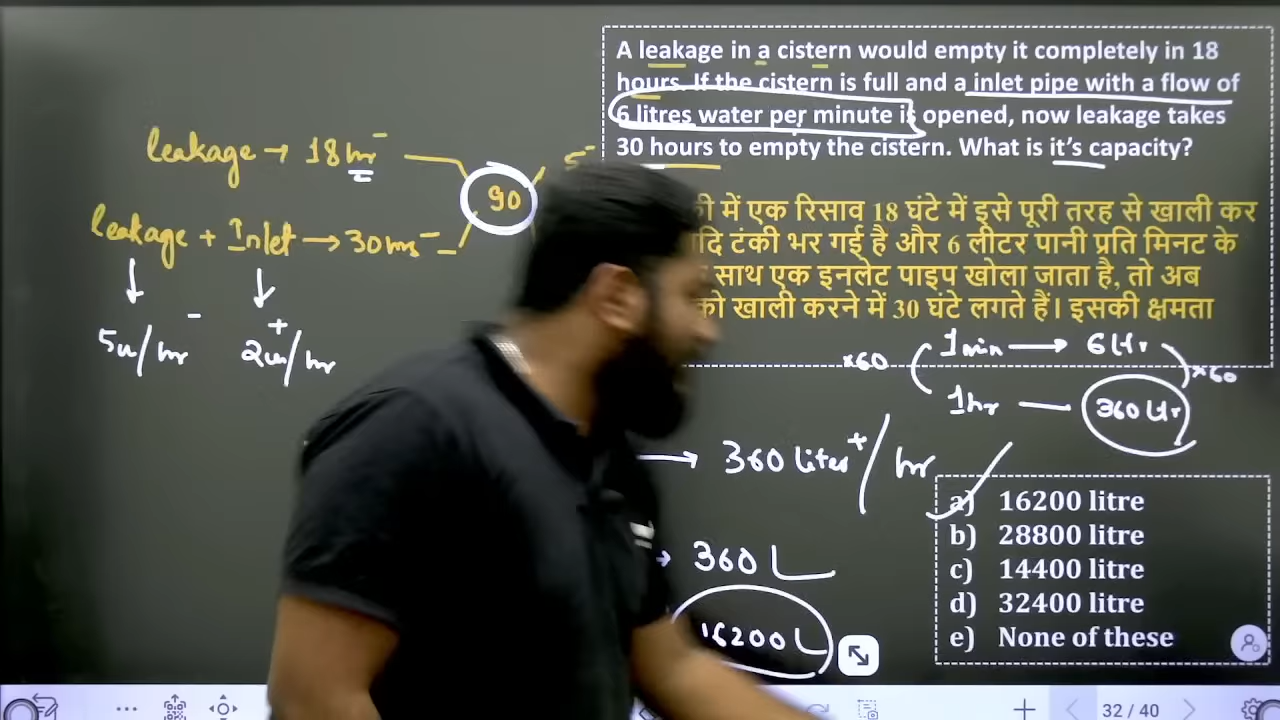 A leakage in a cistern would empty it completely in 18
hours. If the cistern is full and a inlet pipe with a flow of
6 litres water per minute is opened, now leakage takes
30 hours to empty the cistern. What is it's capacity?
में एक रिसाव 18 घंटे में इसे पूरी तरह से खाली कर
यदि टंकी भर गई है और 6 लीटर पानी प्रति मिनट के
साथ एक इनलेट पाइप खोला जाता है, तो अब
को खाली करने में 30 घंटे लगते हैं। इसकी क्षमता
leakage → 18 hr -
90
5-
leakage + Inlet → 30 hrs -
5u/hr -
2u/hr +
×60
1 min → 6 Ltr
×60
1 hr — 360 Ltr
→ 360 liter+/hr
→ 360 L
16200 L
a) 16200 litre
b) 28800 litre
c) 14400 litre
d) 32400 litre
e) None of these
32 / 40